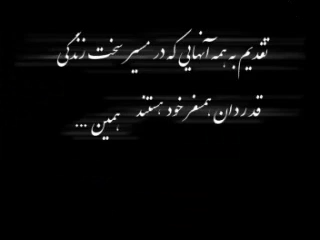 تقدیم به همه آنهایی که در مسیر سخت زندگی
قدردان همسفر خود هستند
همین ...